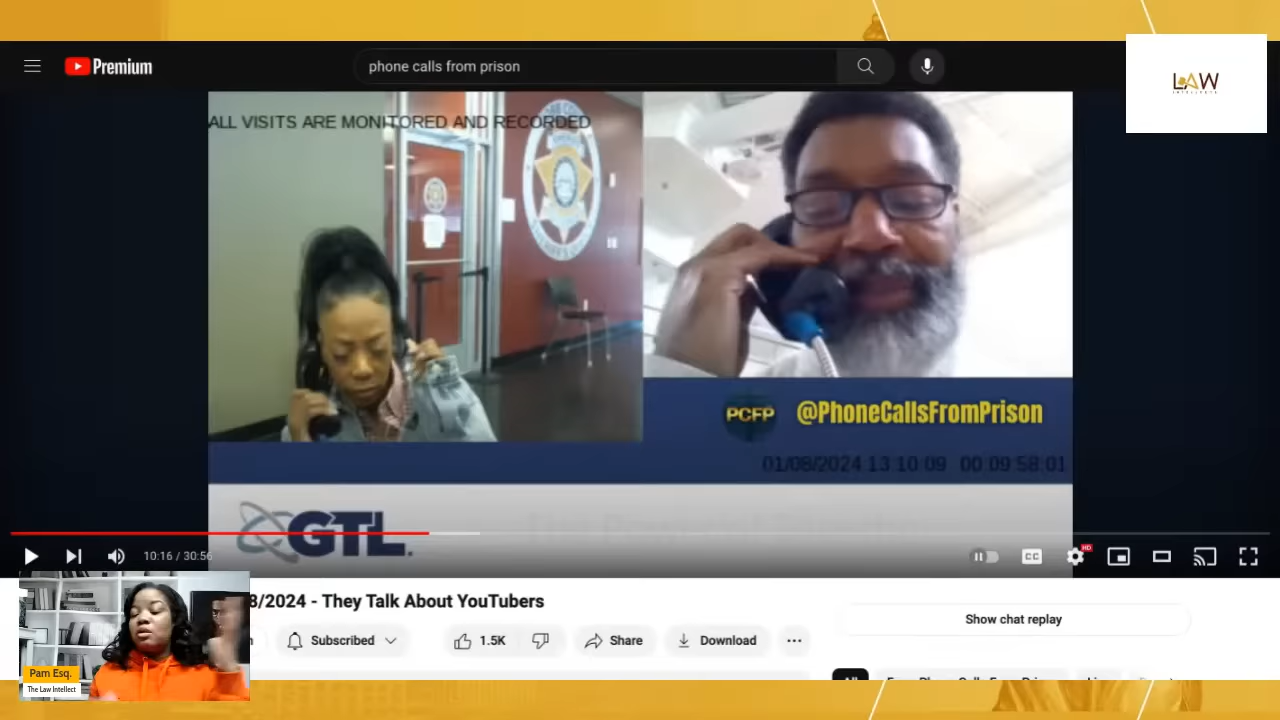 Premium
phone calls from prison
LAW
INTELLECT
ALL VISITS ARE MONITORED AND RECORDED
PCFP @PhoneCallsFromPrison
01/08/2024 13 10:09 00:09:58:01
GTL.
10:16 / 30:56
CC
HD
8/2024 - They Talk About YouTubers
Subscribed
1.5K
Share
Download
Show chat replay
Pam Esq.
The Law Intellect